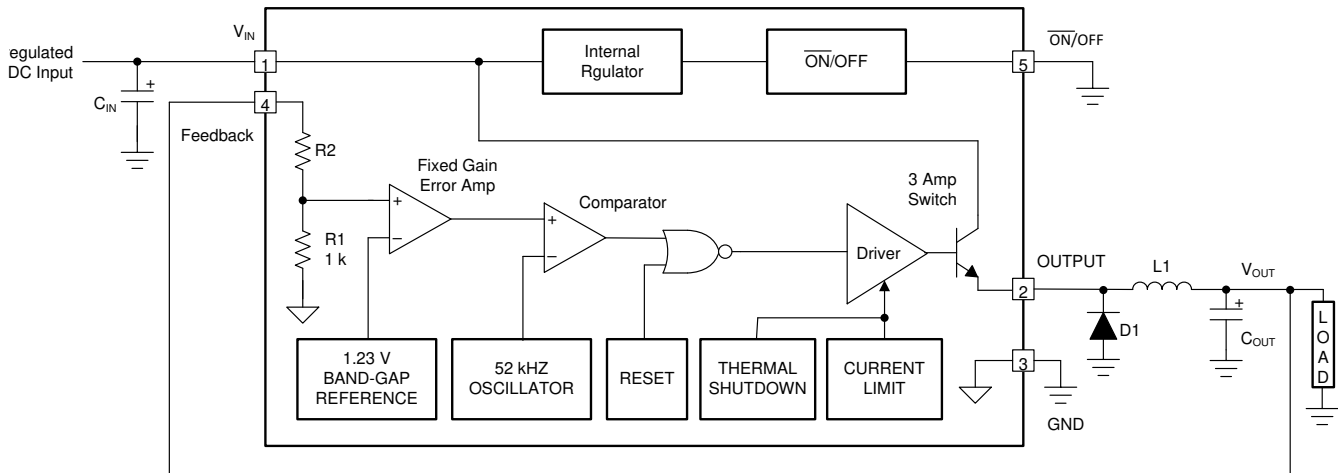 V_IN
1
egulated
DC Input
+
C_IN
Internal
Rgulator
ON/OFF
5
ON/OFF
4
Feedback
R2
Fixed Gain
Error Amp
+
−
R1
1 k
Comparator
+
−
Driver
3 Amp
Switch
OUTPUT
2
L1
V_OUT
+
D1
C_OUT
LOAD
1.23 V
BAND-GAP
REFERENCE
52 kHZ
OSCILLATOR
RESET
THERMAL
SHUTDOWN
CURRENT
LIMIT
3
GND